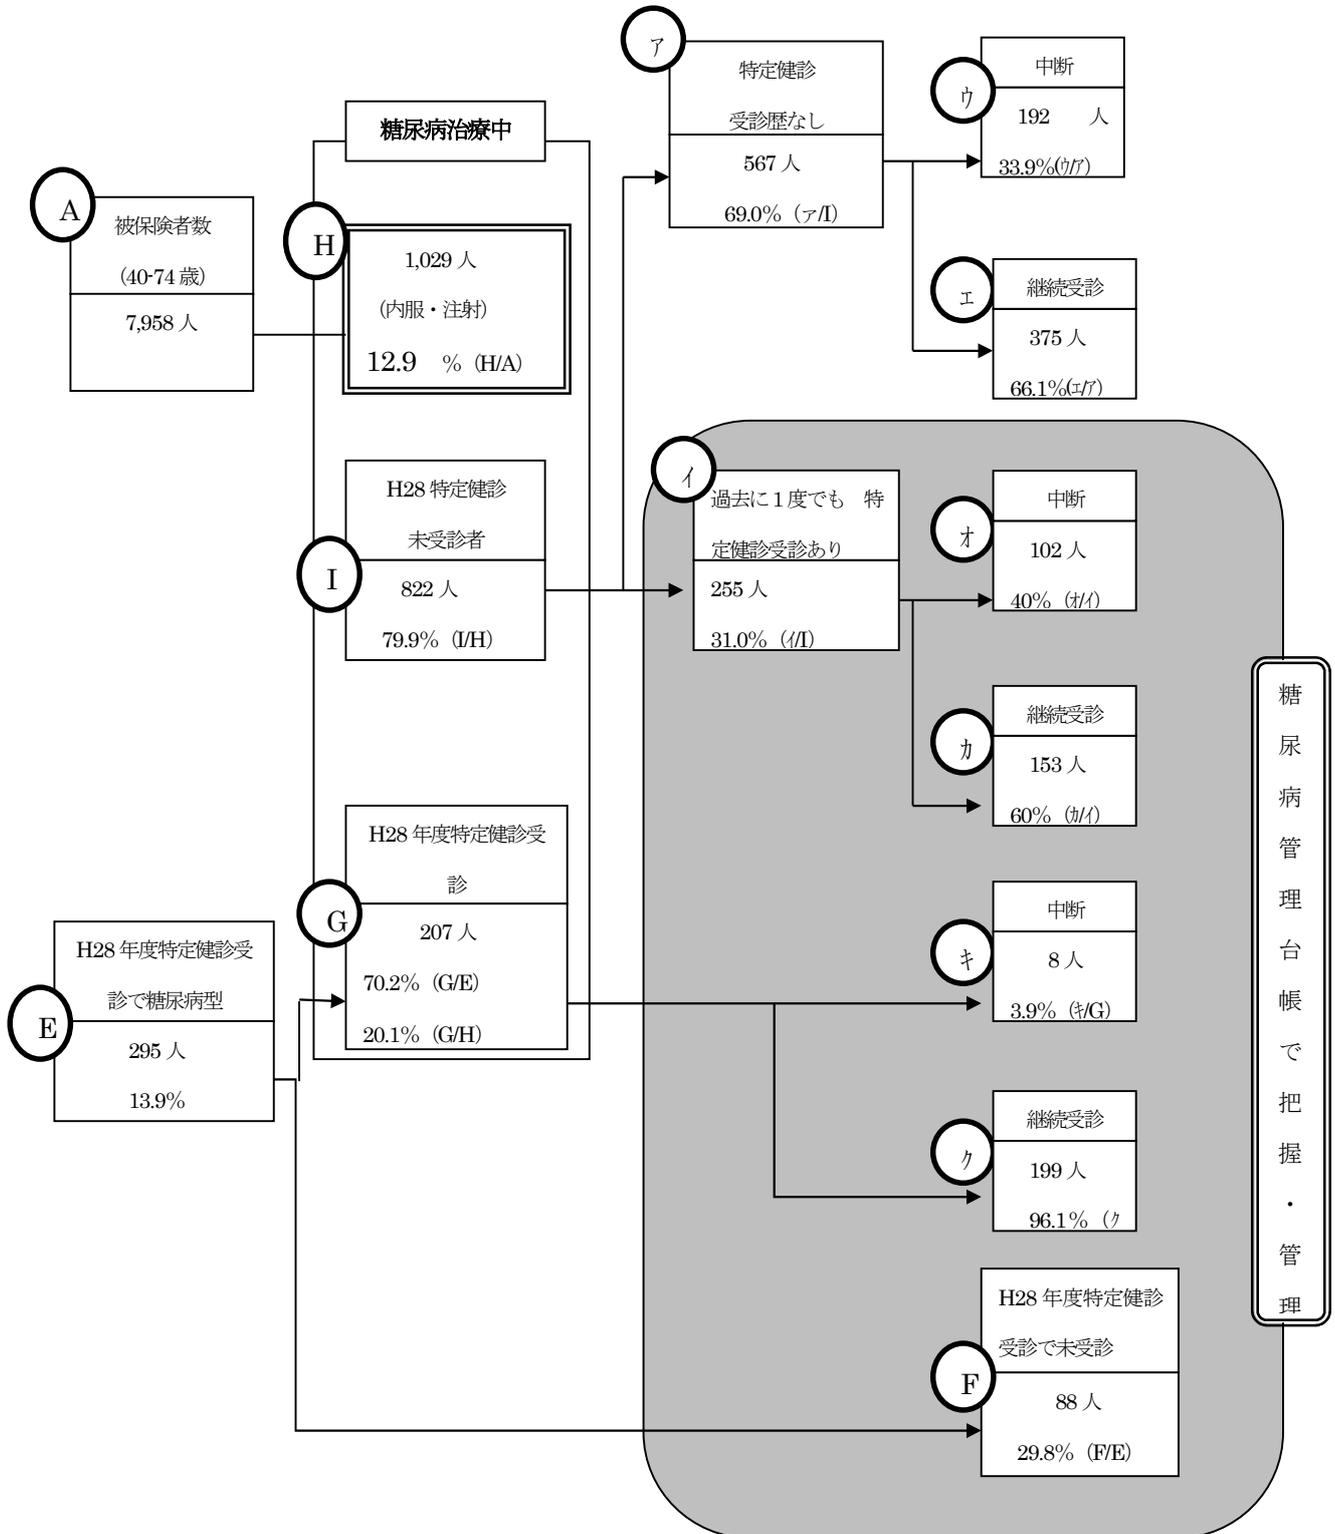 ア
特定健診
受診歴なし
567 人
69.0% (ア/I)
ウ
中断
192 人
33.9%(ウ/ア)
エ
継続受診
375 人
66.1%(エ/ア)
糖尿病治療中
A
被保険者数
(40-74 歳)
7,958 人
H
1,029 人
(内服・注射)
12.9 % (H/A)
I
H28 特定健診
未受診者
822 人
79.9% (I/H)
イ
過去に１度でも 特
定健診受診あり
255 人
31.0% (イ/I)
オ
中断
102 人
40% (オ/イ)
カ
継続受診
153 人
60% (カ/イ)
G
H28 年度特定健診受
診
207 人
70.2% (G/E)
20.1% (G/H)
E
H28 年度特定健診受
診で糖尿病型
295 人
13.9%
キ
中断
8 人
3.9% (キ/G)
ク
継続受診
199 人
96.1% (ク
F
H28 年度特定健診
受診で未受診
88 人
29.8% (F/E)
糖尿病管理台帳で把握・管理